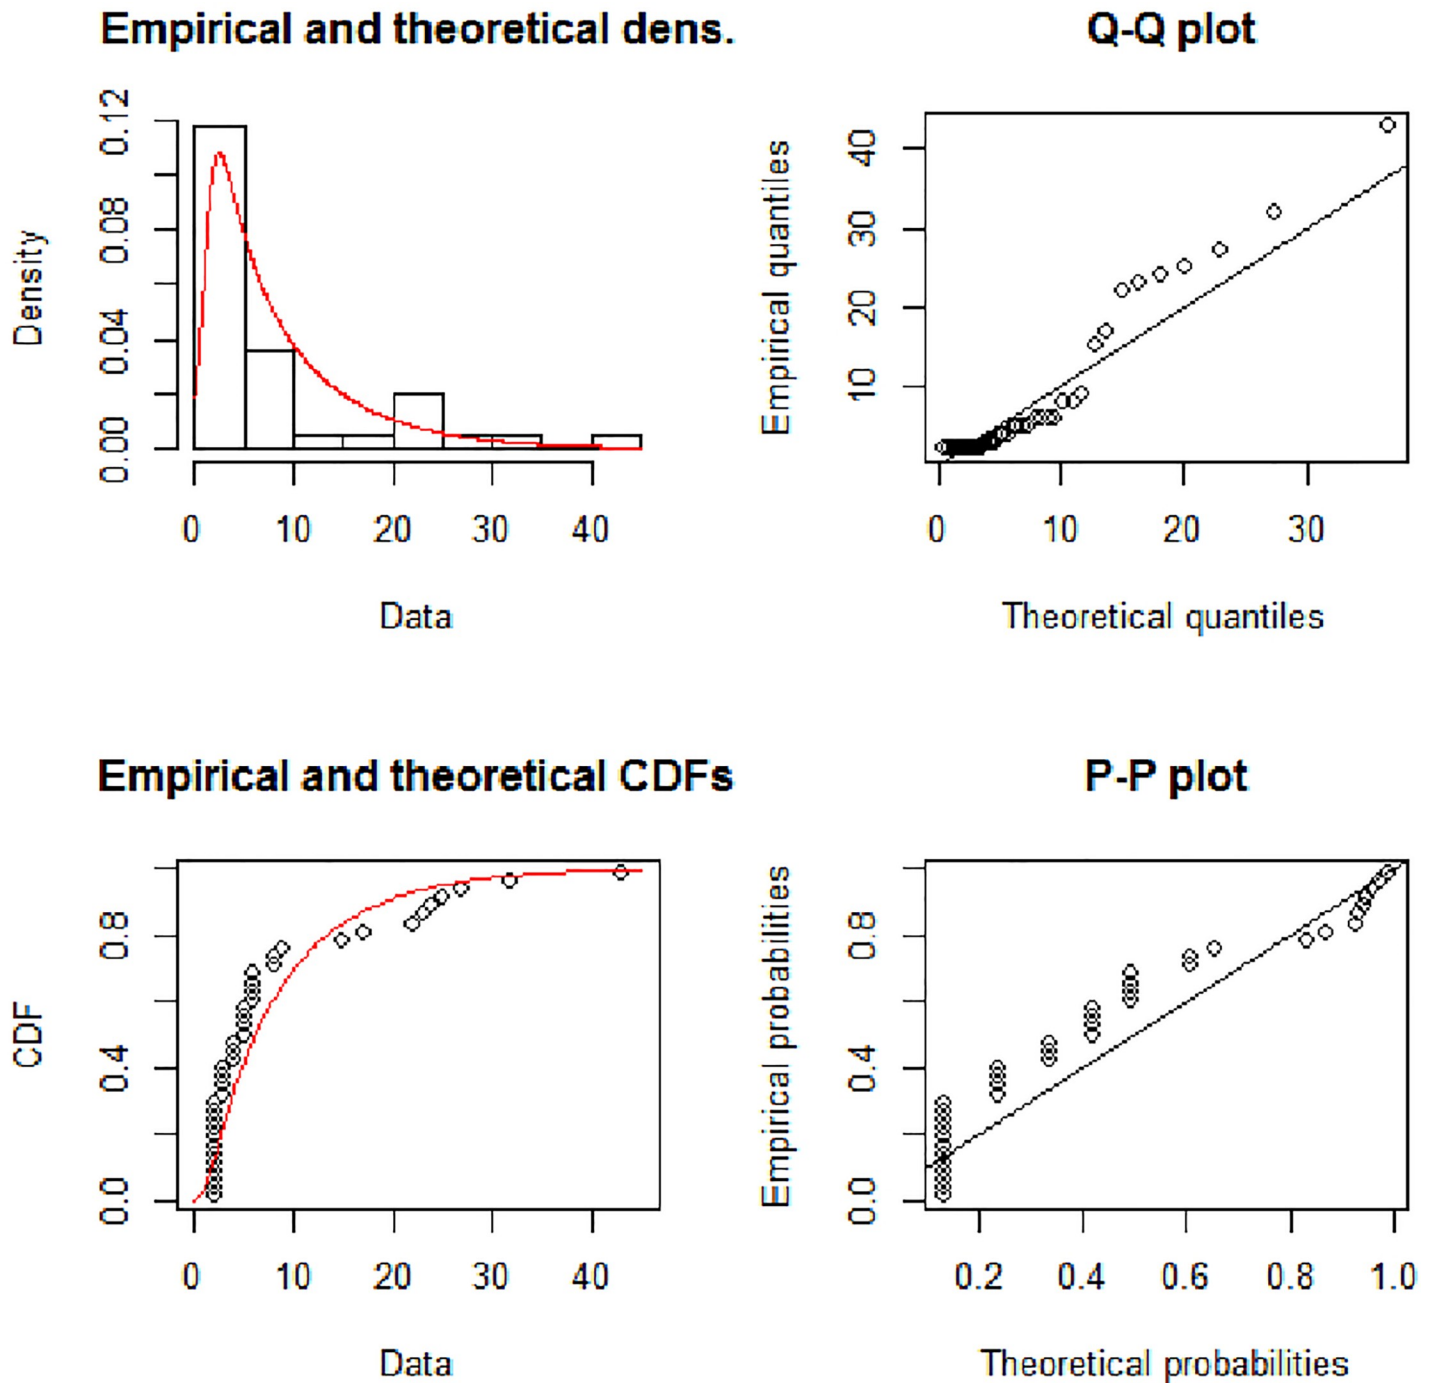 Empirical and theoretical dens.
Density
0.00 0.04 0.08 0.12
0 10 20 30 40
Data
Q-Q plot
Empirical quantiles
10 20 30 40
0 10 20 30
Theoretical quantiles
Empirical and theoretical CDFs
CDF
0.0 0.4 0.8
0 10 20 30 40
Data
P-P plot
Empirical probabilities
0.0 0.4 0.8
0.2 0.4 0.6 0.8 1.0
Theoretical probabilities